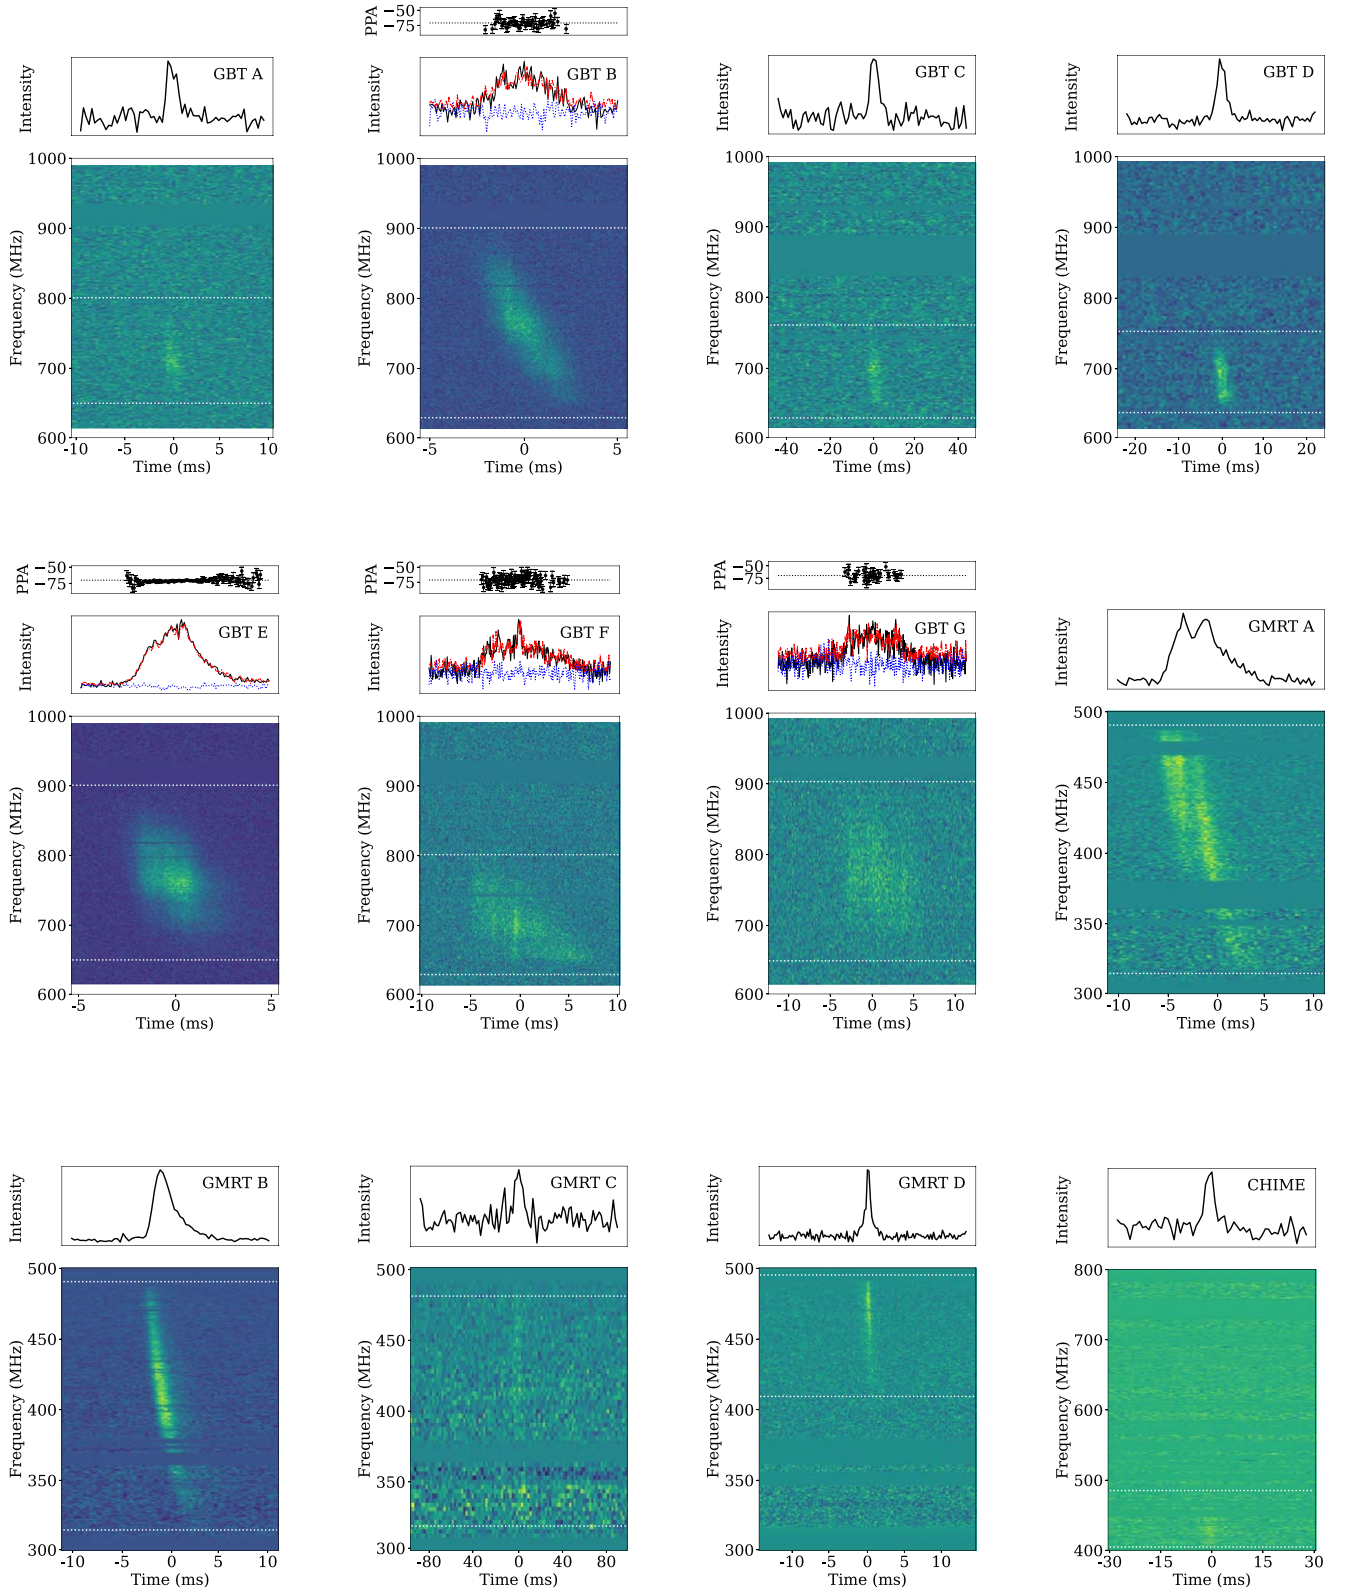 PPA
−50
−75
Intensity
GBT A
Intensity
GBT B
Intensity
GBT C
Intensity
GBT D
Frequency (MHz)
1000
900
800
700
600
-10
-5
0
5
10
Time (ms)
Frequency (MHz)
1000
900
800
700
600
-5
0
5
Time (ms)
Frequency (MHz)
1000
900
800
700
600
-40
-20
0
20
40
Time (ms)
Frequency (MHz)
1000
900
800
700
600
-20
-10
0
10
20
Time (ms)
PPA
−50
−75
PPA
−50
−75
PPA
−50
−75
Intensity
GBT E
Intensity
GBT F
Intensity
GBT G
Intensity
GMRT A
Frequency (MHz)
1000
900
800
700
600
-5
0
5
Time (ms)
Frequency (MHz)
1000
900
800
700
600
-10
-5
0
5
10
Time (ms)
Frequency (MHz)
1000
900
800
700
600
-10
-5
0
5
10
Time (ms)
Frequency (MHz)
500
450
400
350
300
-10
-5
0
5
10
Time (ms)
Intensity
GMRT B
Intensity
GMRT C
Intensity
GMRT D
Intensity
CHIME
Frequency (MHz)
500
450
400
350
300
-10
-5
0
5
10
Time (ms)
Frequency (MHz)
500
450
400
350
300
-80
-40
0
40
80
Time (ms)
Frequency (MHz)
500
450
400
350
300
-10
-5
0
5
10
Time (ms)
Frequency (MHz)
800
700
600
500
400
-30
-15
0
15
30
Time (ms)